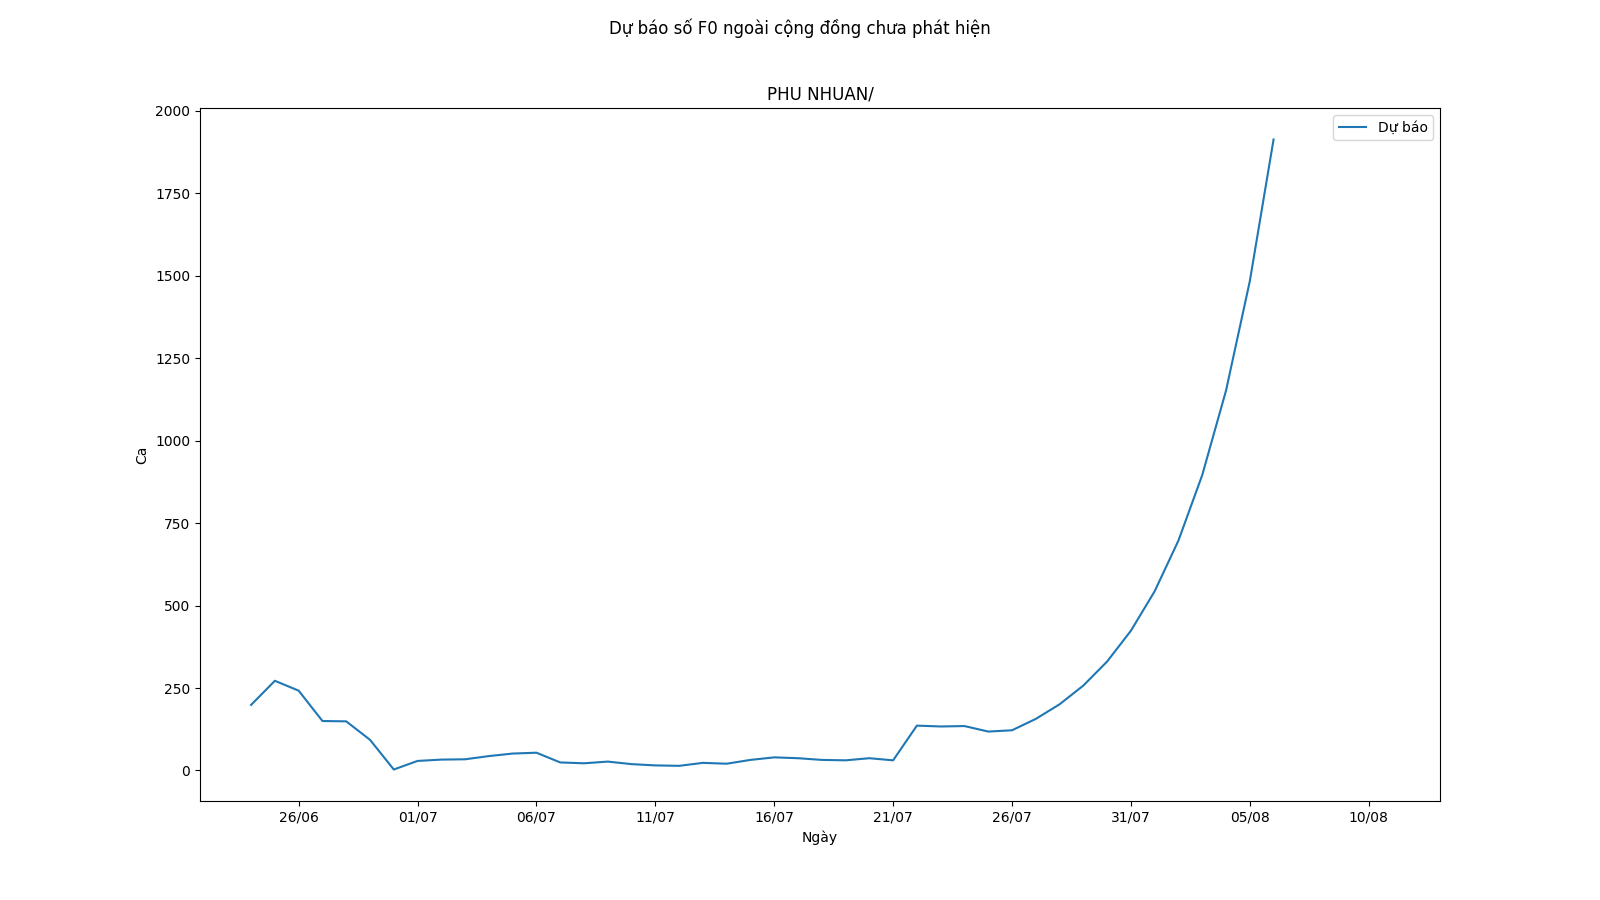 Dự báo số F0 ngoài cộng đồng chưa phát hiện
PHU NHUAN/
Dự báo
2000
1750
1500
1250
1000
750
500
250
0
Ca
26/06 01/07 06/07 11/07 16/07 21/07 26/07 31/07 05/08 10/08
Ngày